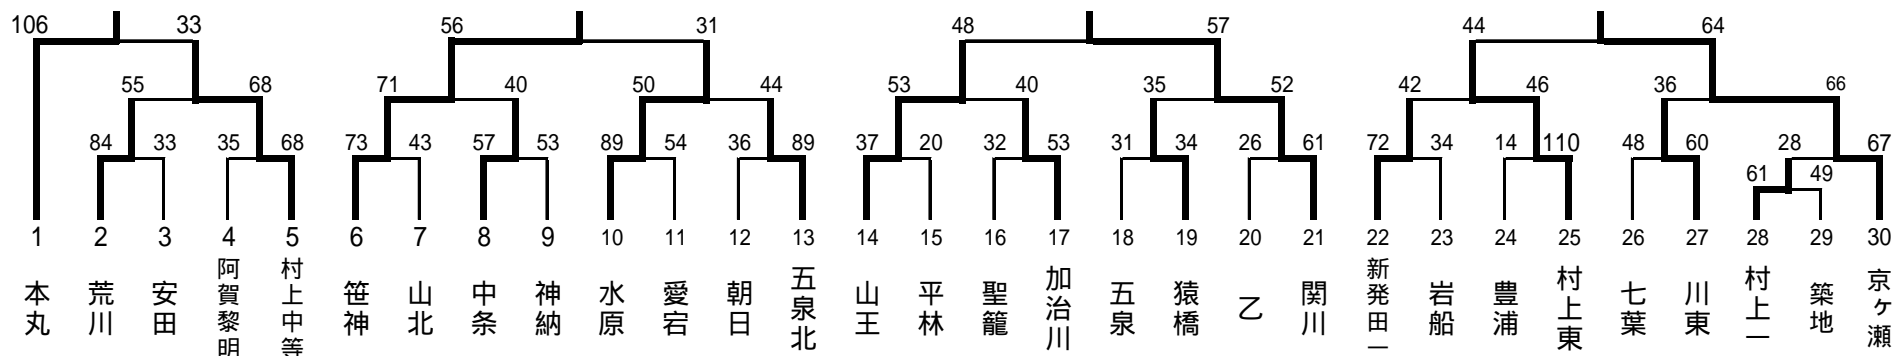 106 33 56 31 48 57 44 64
55 68 71 40 50 44 53 40 35 52 42 46 36 66
84 33 35 68 73 43 57 53 89 54 36 89 37 20 32 53 31 34 26 61 72 34 14 110 48 60 28 67
61 49
1 2 3 4 5 6 7 8 9 10 11 12 13 14 15 16 17 18 19 20 21 22 23 24 25 26 27 28 29 30
本丸
荒川
安田
阿賀黎明
村上中等
笹神
山北
中条
神納
水原
愛宕
朝日
五泉北
山王
平林
聖籠
加治川
五泉
猿橋
乙
関川
新発田一
岩船
豊浦
村上東
七葉
川東
村上一
築地
京ヶ瀬